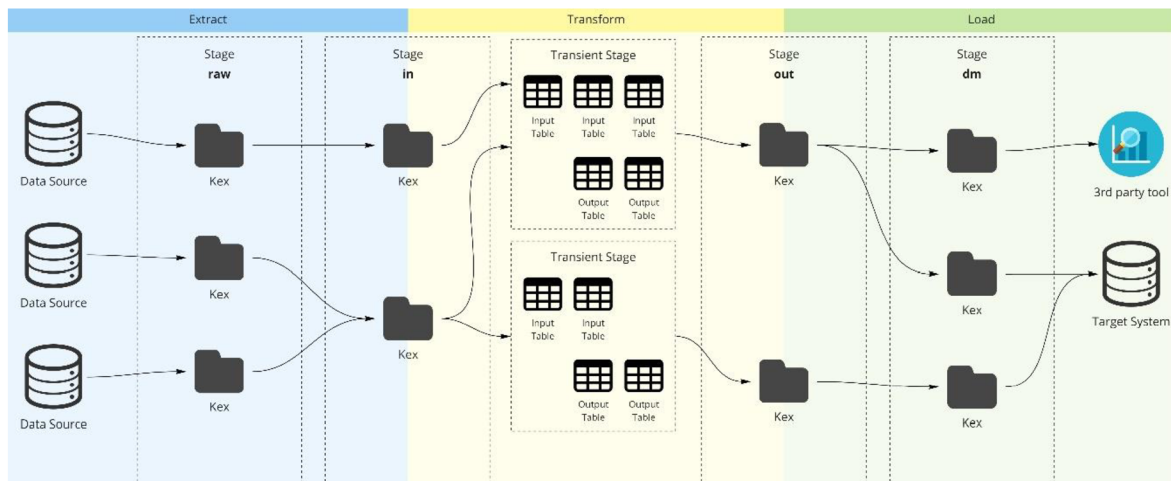 Extract
Transform
Load
Stage
raw
Stage
in
Transient Stage
Stage
out
Stage
dm
Input
Table
Input
Table
Input
Table
Output
Table
Output
Table
Data Source
Kex
Kex
Kex
Kex
3rd party tool
Transient Stage
Data Source
Kex
Kex
Input
Table
Input
Table
Kex
Target System
Output
Table
Output
Table
Data Source
Kex
Kex
Kex